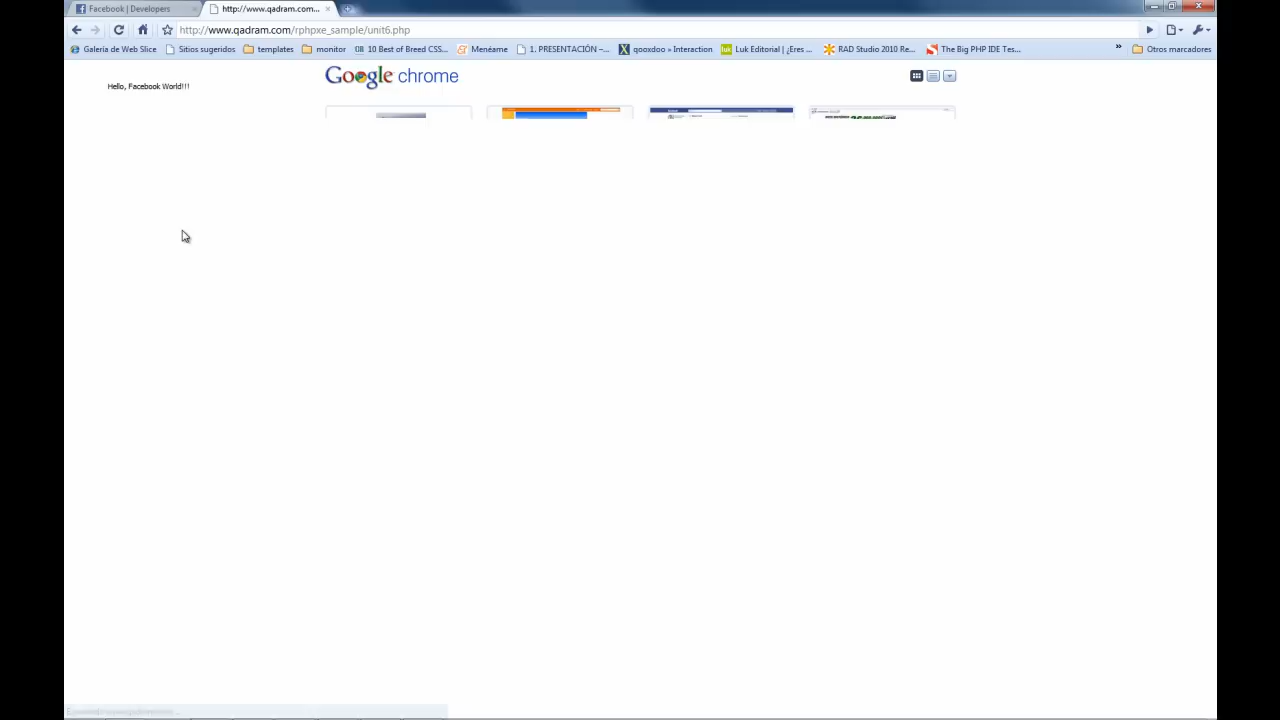 Facebook | Developers
http://www.qadram.com...
http://www.qadram.com/rphpxe_sample/unit6.php
Galería de Web Slice
Sitios sugeridos
templates
monitor
10 Best of Breed CSS...
Menéame
1. PRESENTACIÓN –...
qooxdoo » Interaction
Luk Editorial | ¿Eres ...
RAD Studio 2010 Re...
The Big PHP IDE Tes...
»
Otros marcadores
Hello, Facebook World!!!
Google chrome